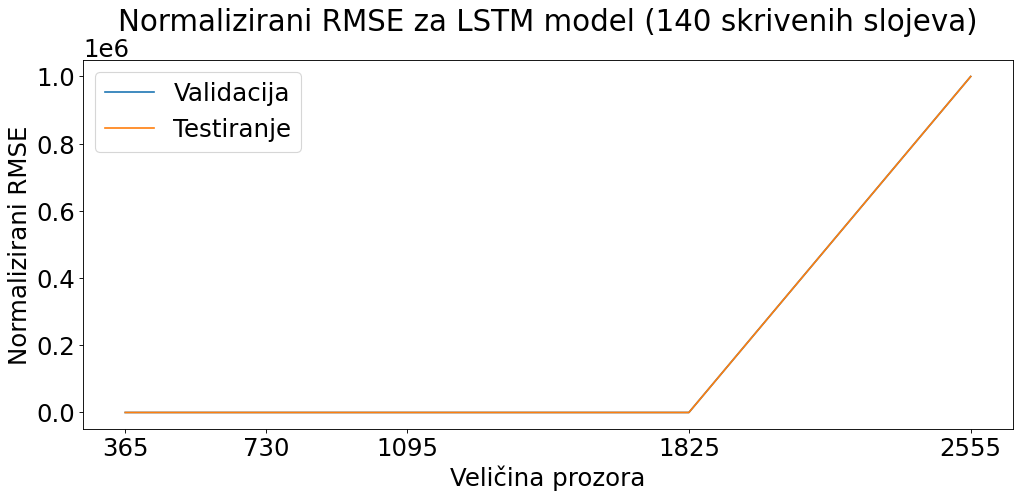 Normalizirani RMSE za LSTM model (140 skrivenih slojeva)
1e6
1.0
0.8
0.6
0.4
0.2
0.0
Normalizirani RMSE
Validacija
Testiranje
365 730 1095 1825 2555
Veličina prozora